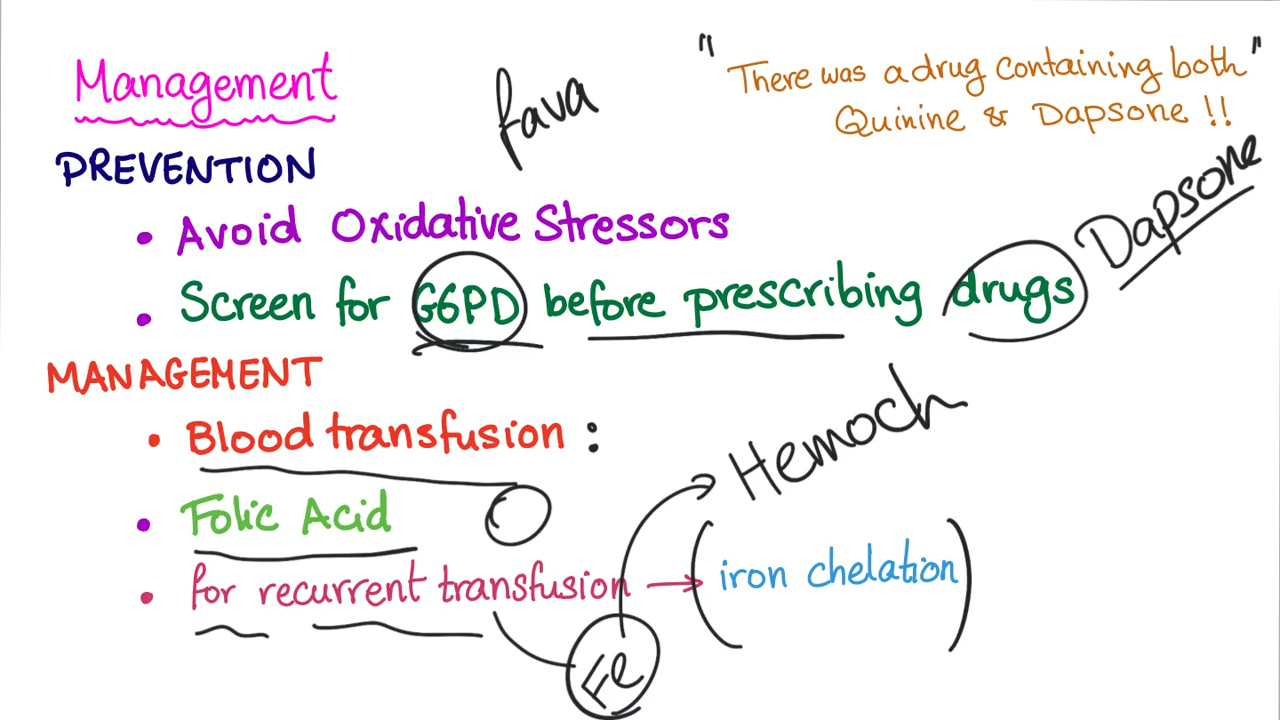 Management
fava
" There was a drug containing both "
Quinine & Dapsone !!
PREVENTION
• Avoid Oxidative Stressors
Dapsone
• Screen for G6PD before prescribing drugs
MANAGEMENT
• Blood transfusion :
Hemoch
• Folic Acid
• for recurrent transfusion → (iron chelation)
Fe